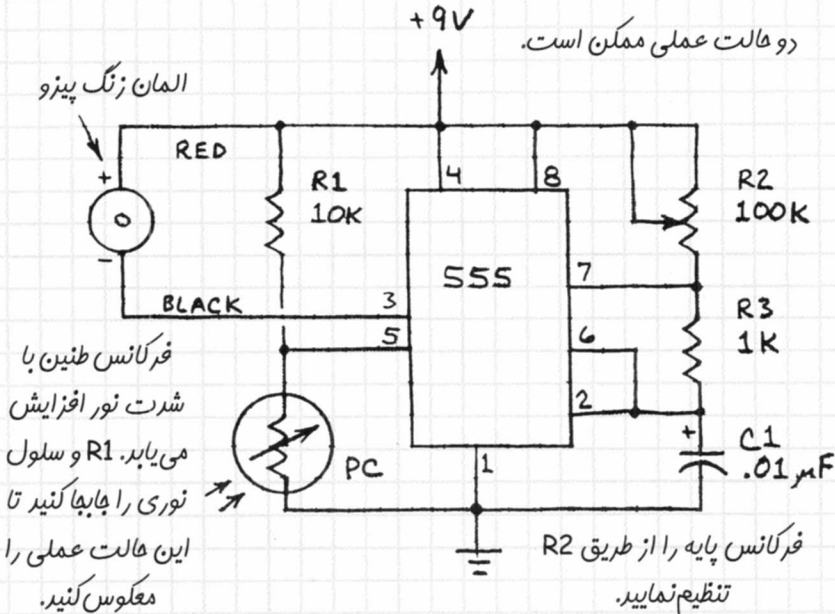 +9V
دو حالت عملی ممکن است.
المان زنگ پیزو
RED
+
-
BLACK
R1
10K
4
8
555
3
5
7
6
2
1
R2
100K
R3
1K
+
C1
.01µF
PC
فرکانس طنین با
شدت نور افزایش
می‌یابد. R1 و سلول
نوری را جابجا کنید تا
این حالت عملی را
معکوس کنید.
فرکانس پایه را از طریق R2
تنظیم نمایید.